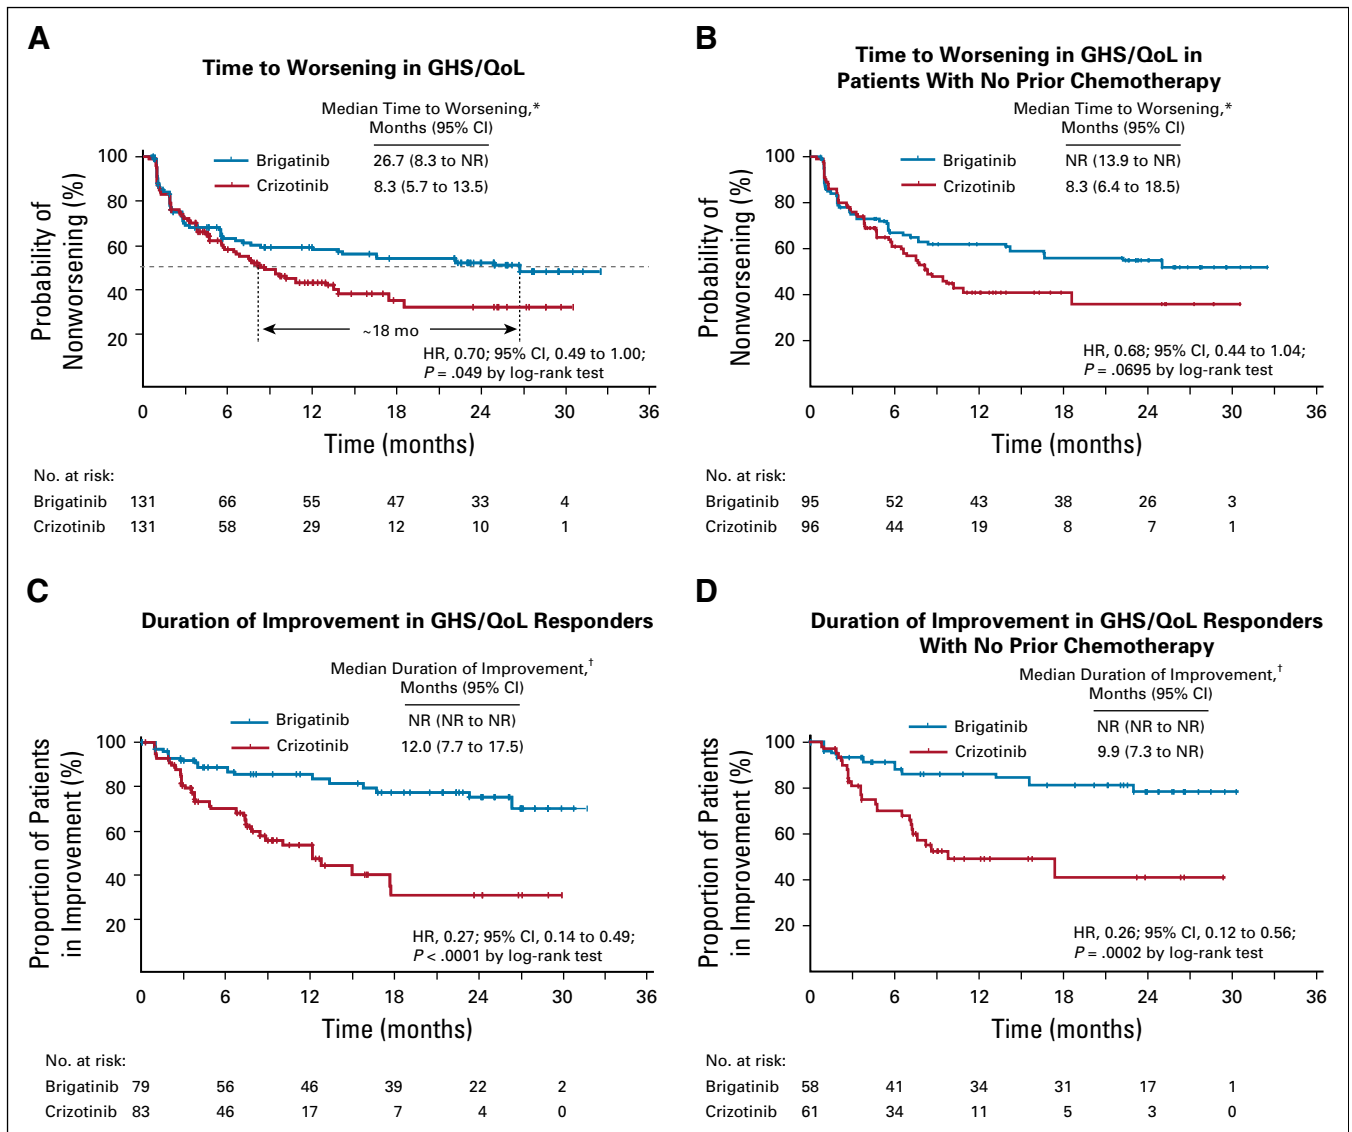 A
Time to Worsening in GHS/QoL
Median Time to Worsening,*
Months (95% CI)
Brigatinib 26.7 (8.3 to NR)
Crizotinib 8.3 (5.7 to 13.5)
Probability of
Nonworsening (%)
100
80
60
40
20
~18 mo
HR, 0.70; 95% CI, 0.49 to 1.00;
P = .049 by log-rank test
0 6 12 18 24 30 36
Time (months)
No. at risk:
Brigatinib 131 66 55 47 33 4
Crizotinib 131 58 29 12 10 1
B
Time to Worsening in GHS/QoL in
Patients With No Prior Chemotherapy
Median Time to Worsening,*
Months (95% CI)
Brigatinib NR (13.9 to NR)
Crizotinib 8.3 (6.4 to 18.5)
Probability of
Nonworsening (%)
100
80
60
40
20
HR, 0.68; 95% CI, 0.44 to 1.04;
P = .0695 by log-rank test
0 6 12 18 24 30 36
Time (months)
No. at risk:
Brigatinib 95 52 43 38 26 3
Crizotinib 96 44 19 8 7 1
C
Duration of Improvement in GHS/QoL Responders
Median Duration of Improvement,†
Months (95% CI)
Brigatinib NR (NR to NR)
Crizotinib 12.0 (7.7 to 17.5)
Proportion of Patients
in Improvement (%)
100
80
60
40
20
HR, 0.27; 95% CI, 0.14 to 0.49;
P < .0001 by log-rank test
0 6 12 18 24 30 36
Time (months)
No. at risk:
Brigatinib 79 56 46 39 22 2
Crizotinib 83 46 17 7 4 0
D
Duration of Improvement in GHS/QoL Responders
With No Prior Chemotherapy
Median Duration of Improvement,†
Months (95% CI)
Brigatinib NR (NR to NR)
Crizotinib 9.9 (7.3 to NR)
Proportion of Patients
in Improvement (%)
100
80
60
40
20
HR, 0.26; 95% CI, 0.12 to 0.56;
P = .0002 by log-rank test
0 6 12 18 24 30 36
Time (months)
No. at risk:
Brigatinib 58 41 34 31 17 1
Crizotinib 61 34 11 5 3 0